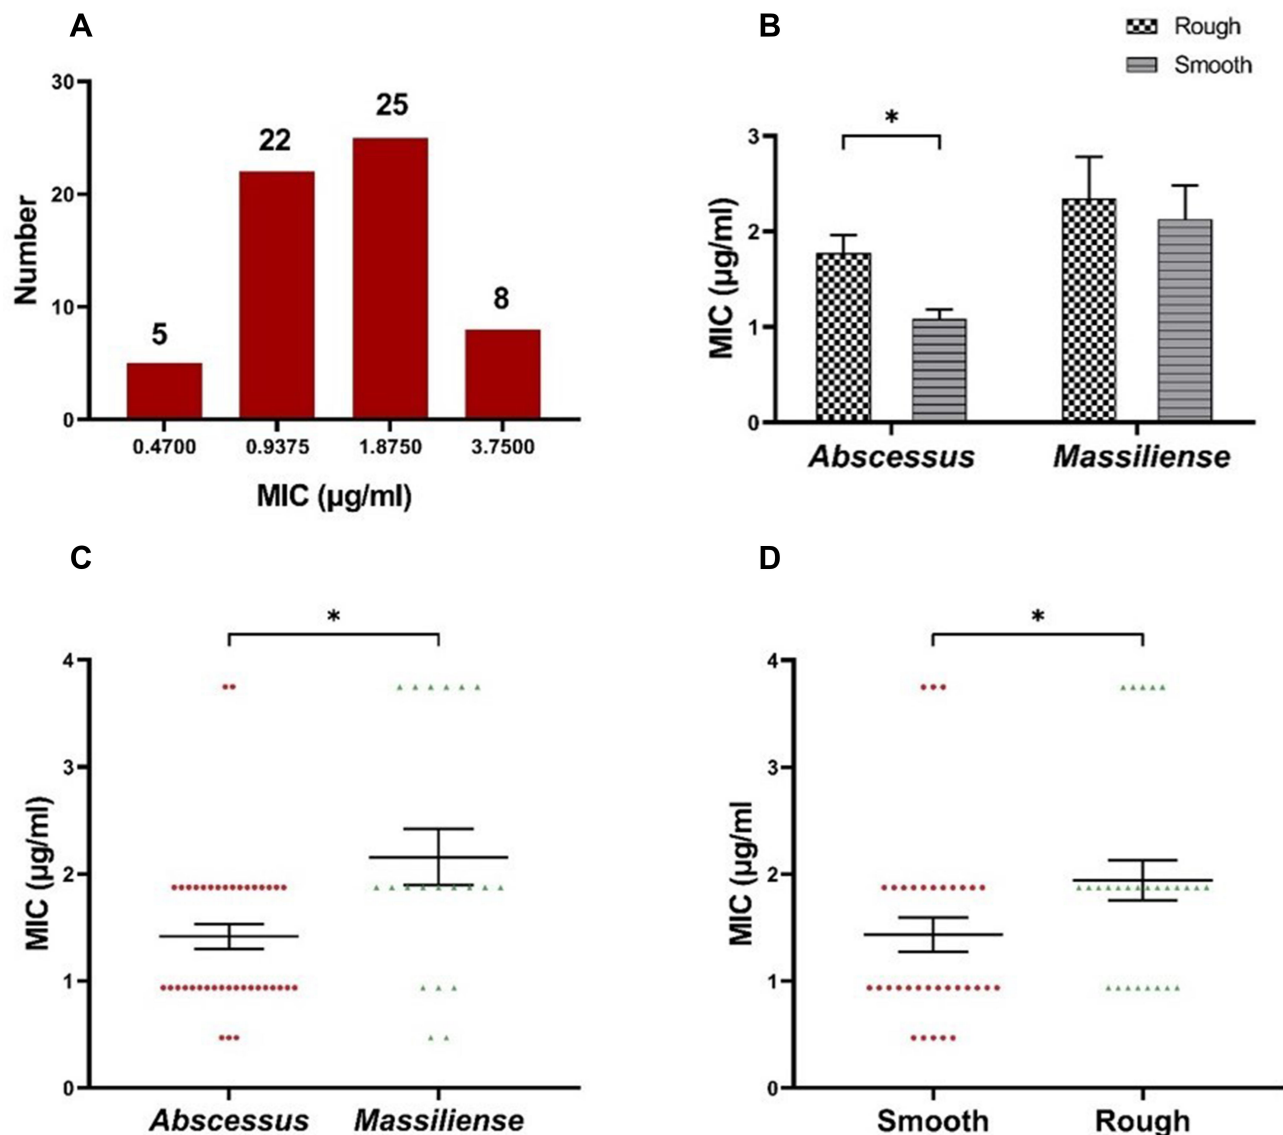 A
30
20
10
0
Number
5
22
25
8
0.4700 0.9375 1.8750 3.7500
MIC (µg/ml)
B
Rough
Smooth
*
3
2
1
0
MIC (µg/ml)
Abscessus Massiliense
C
*
4
3
2
1
0
MIC (µg/ml)
Abscessus Massiliense
D
*
4
3
2
1
0
MIC (µg/ml
Smooth Rough